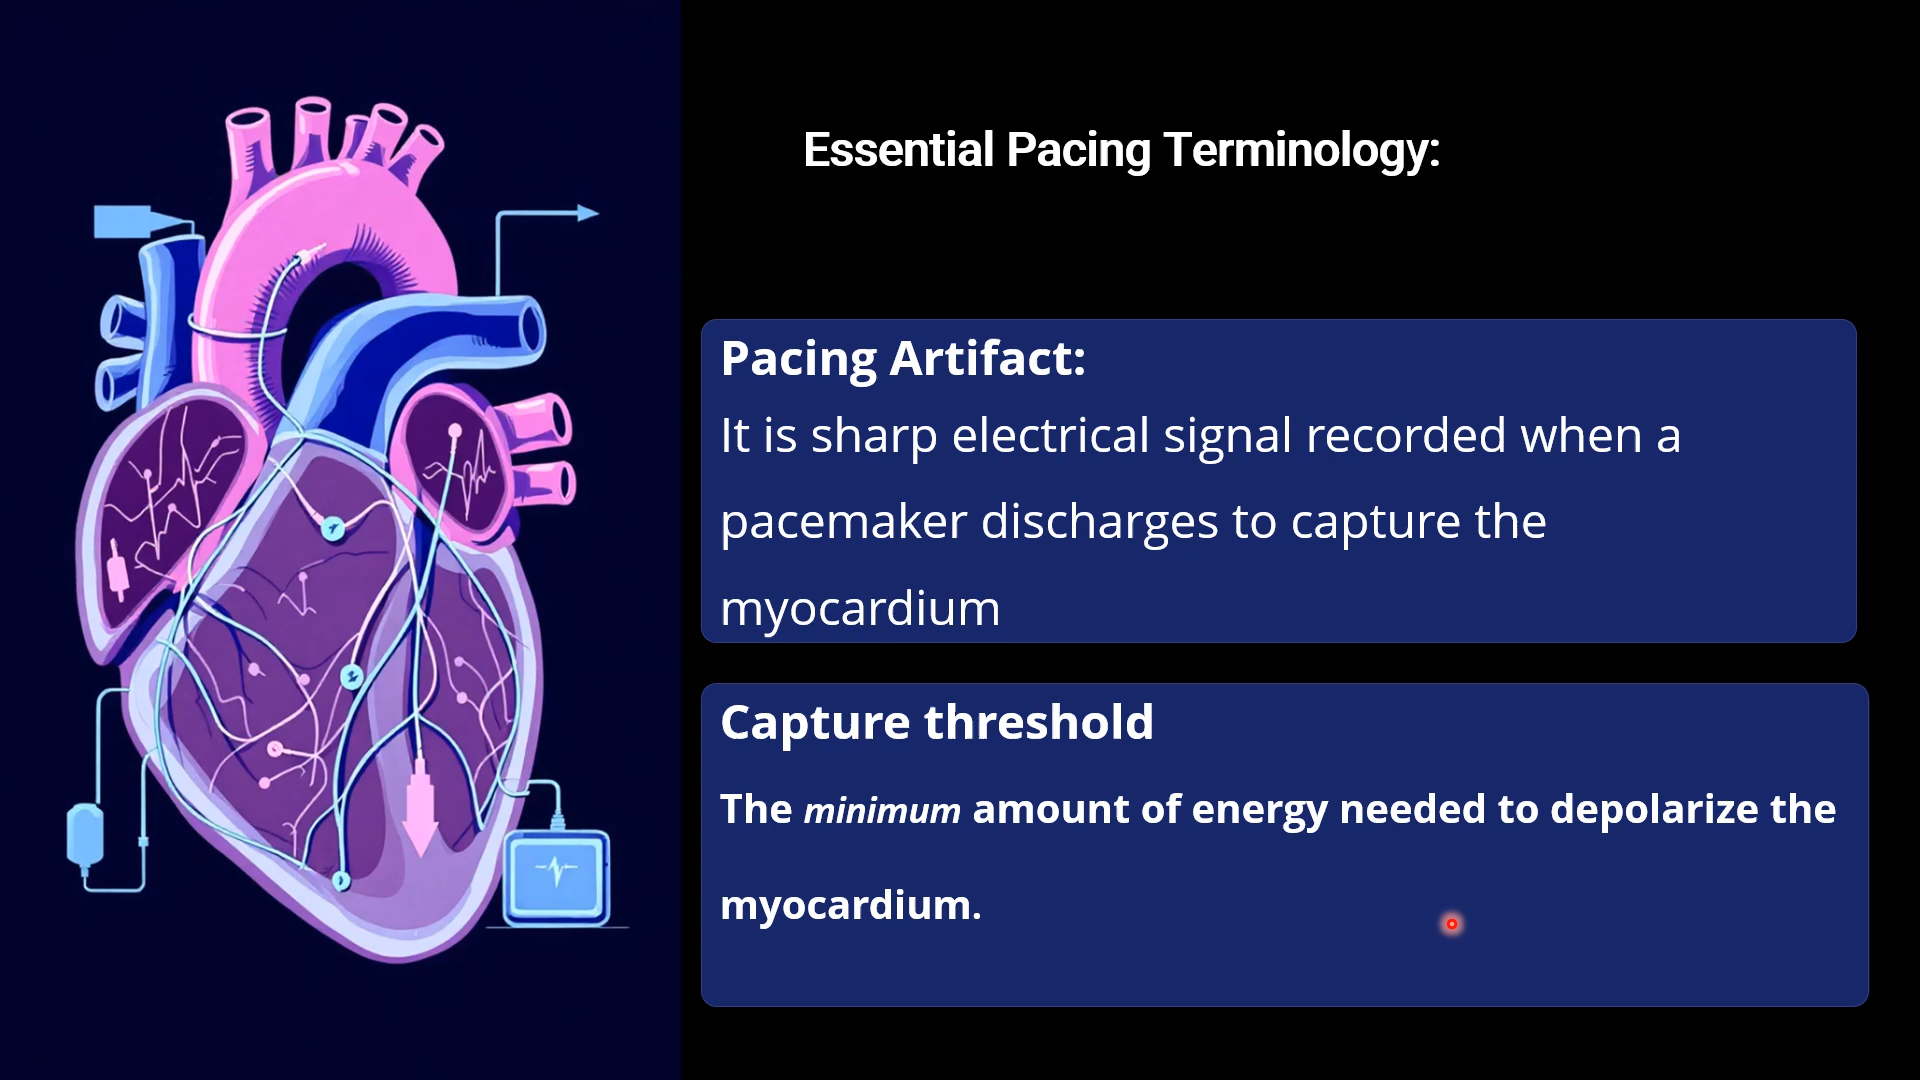 Essential Pacing Terminology:
Pacing Artifact:
It is sharp electrical signal recorded when a
pacemaker discharges to capture the
myocardium
Capture threshold
The minimum amount of energy needed to depolarize the
myocardium.